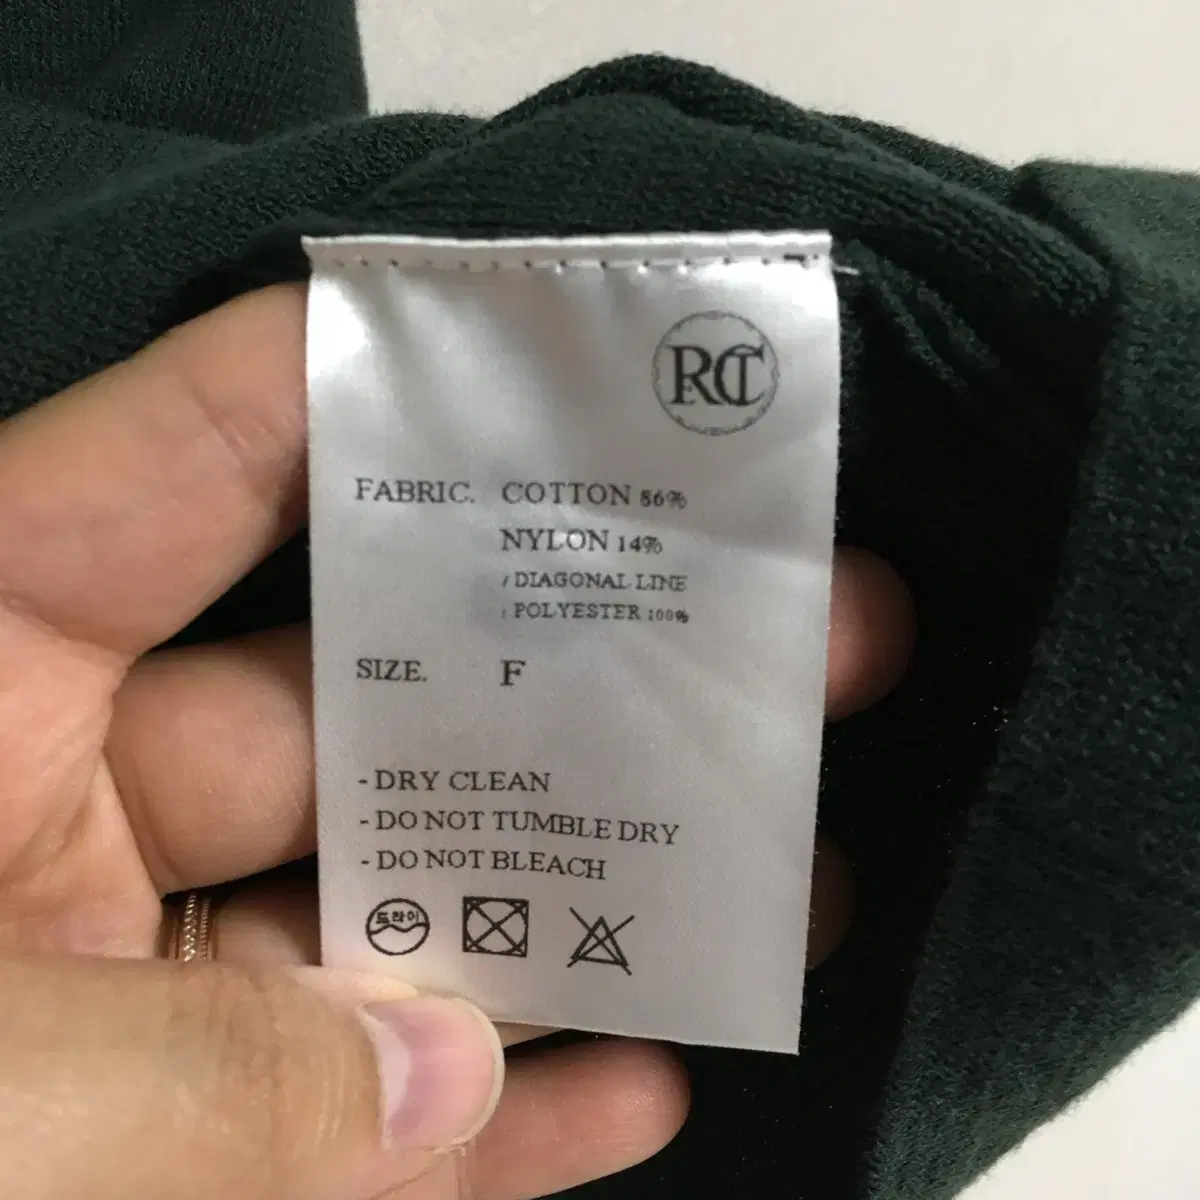 RCT
FABRIC. COTTON 86%
NYLON 14%
/ DIAGONAL LINE
: POLYESTER 100%
SIZE. F
- DRY CLEAN
- DO NOT TUMBLE DRY
- DO NOT BLEACH
드라이